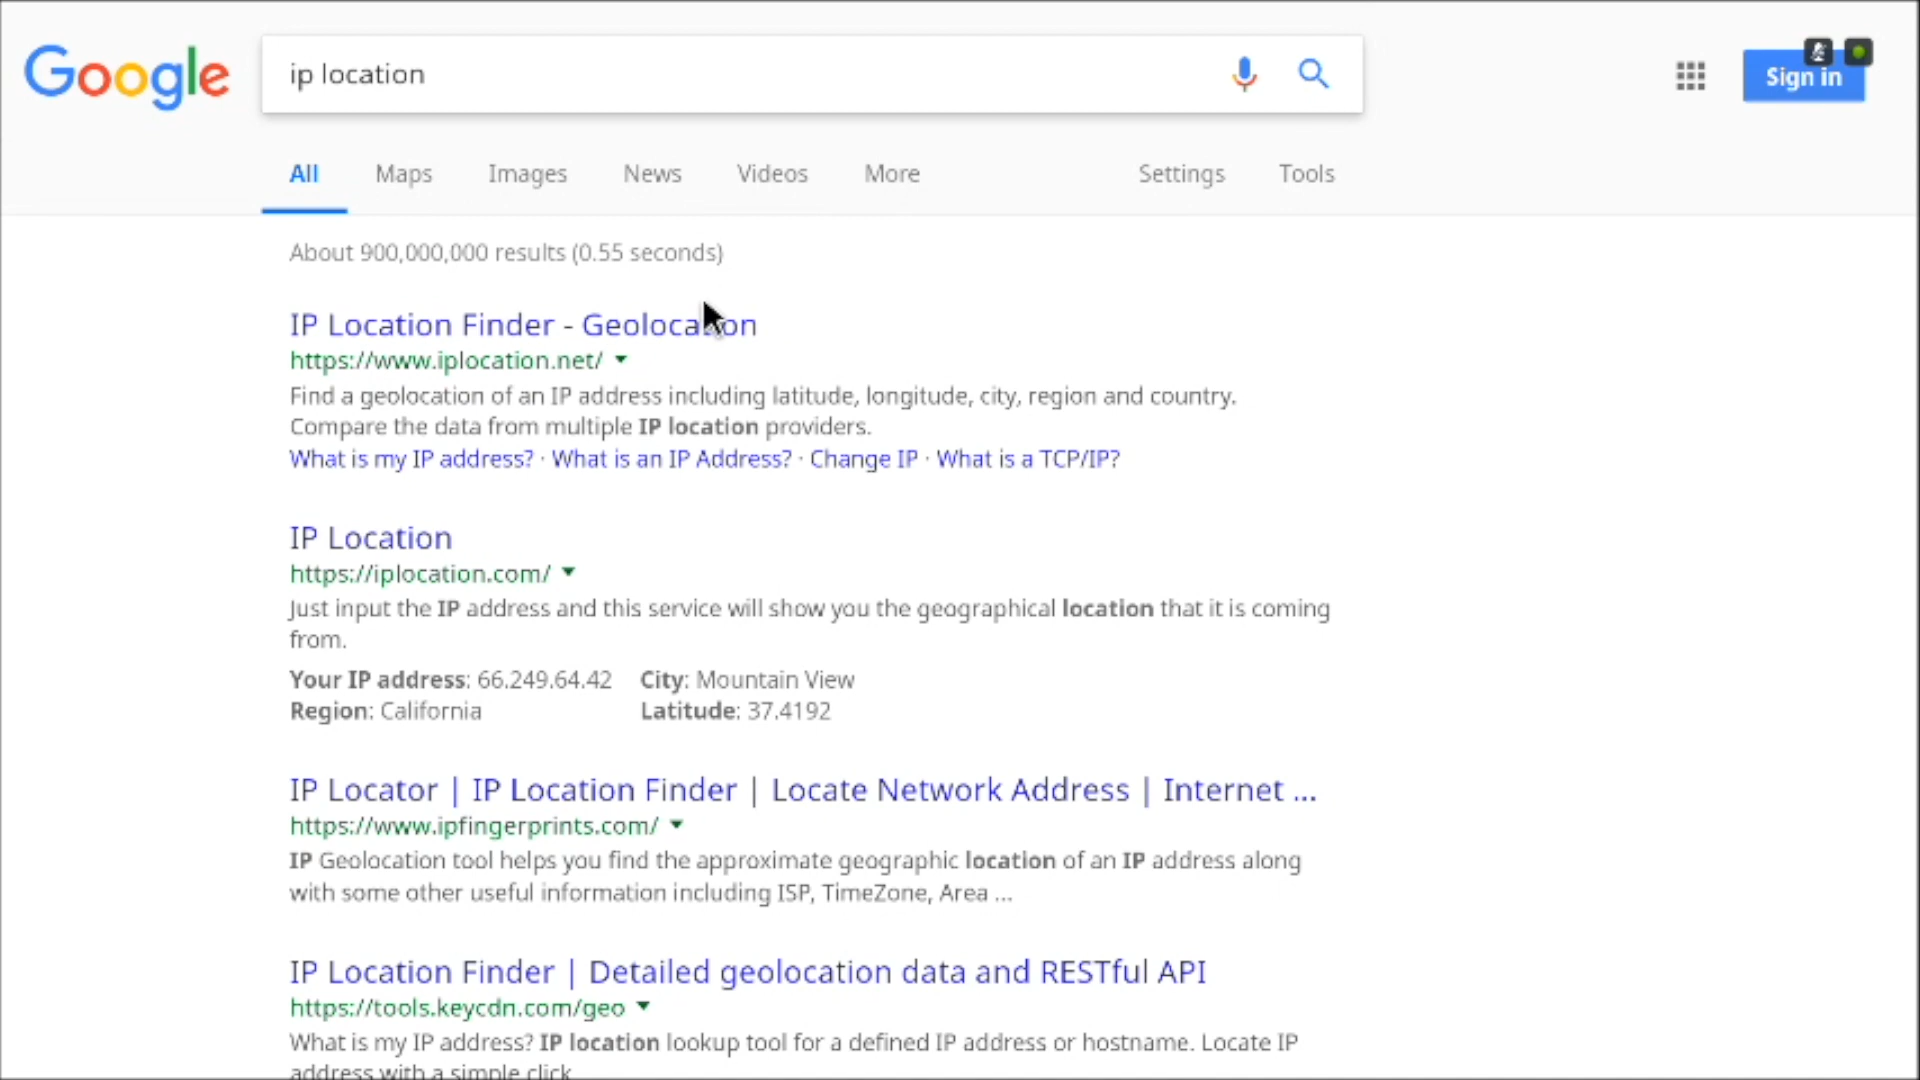 Google
ip location
Sign in
All Maps Images News Videos More Settings Tools
About 900,000,000 results (0.55 seconds)
IP Location Finder - Geolocation
https://www.iplocation.net/
Find a geolocation of an IP address including latitude, longitude, city, region and country.
Compare the data from multiple IP location providers.
What is my IP address? · What is an IP Address? · Change IP · What is a TCP/IP?
IP Location
https://iplocation.com/
Just input the IP address and this service will show you the geographical location that it is coming
from.
Your IP address: 66.249.64.42 City: Mountain View
Region: California Latitude: 37.4192
IP Locator | IP Location Finder | Locate Network Address | Internet ...
https://www.ipfingerprints.com/
IP Geolocation tool helps you find the approximate geographic location of an IP address along
with some other useful information including ISP, TimeZone, Area ...
IP Location Finder | Detailed geolocation data and RESTful API
https://tools.keycdn.com/geo
What is my IP address? IP location lookup tool for a defined IP address or hostname. Locate IP
address with a simple click